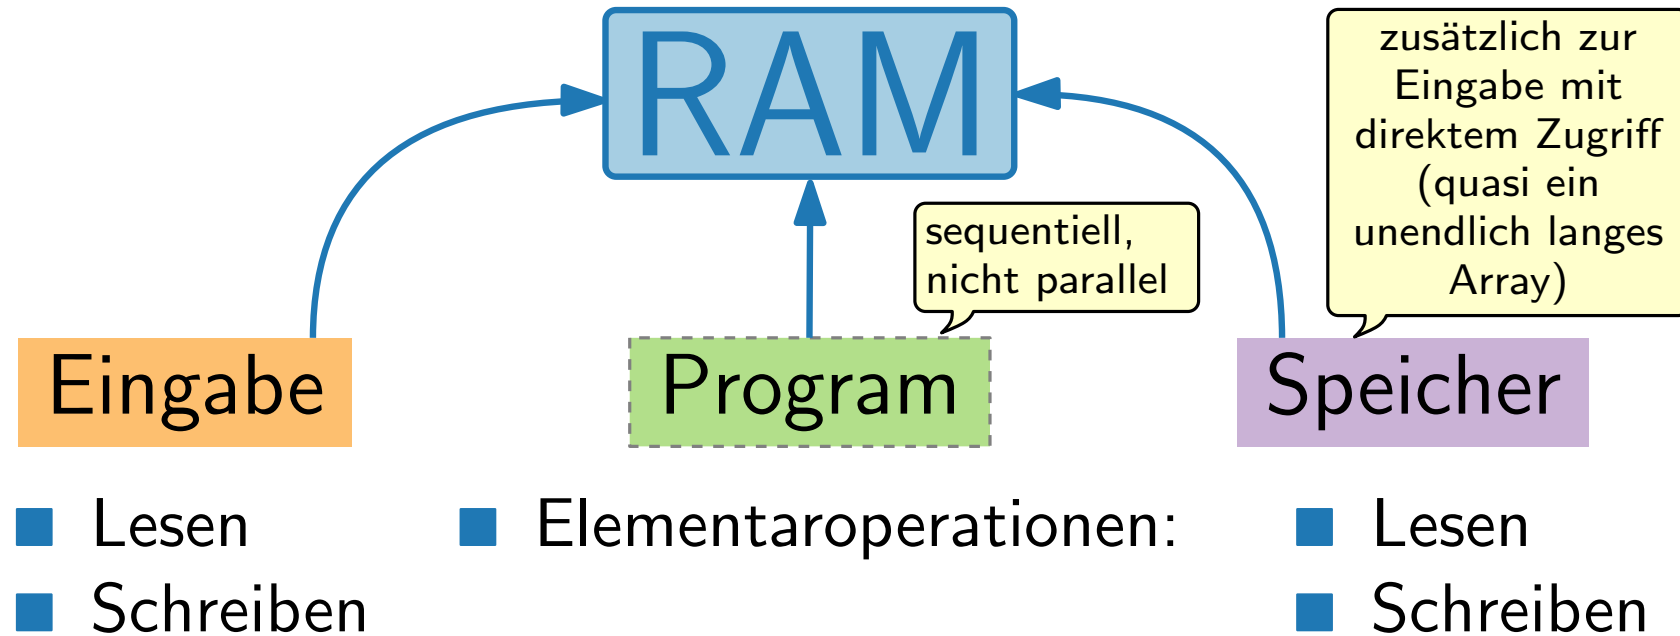 RAM
zusätzlich zur
Eingabe mit
direktem Zugriff
(quasi ein
unendlich langes
Array)
sequentiell,
nicht parallel
Eingabe
Program
Speicher
Lesen
Schreiben
Elementaroperationen:
Lesen
Schreiben